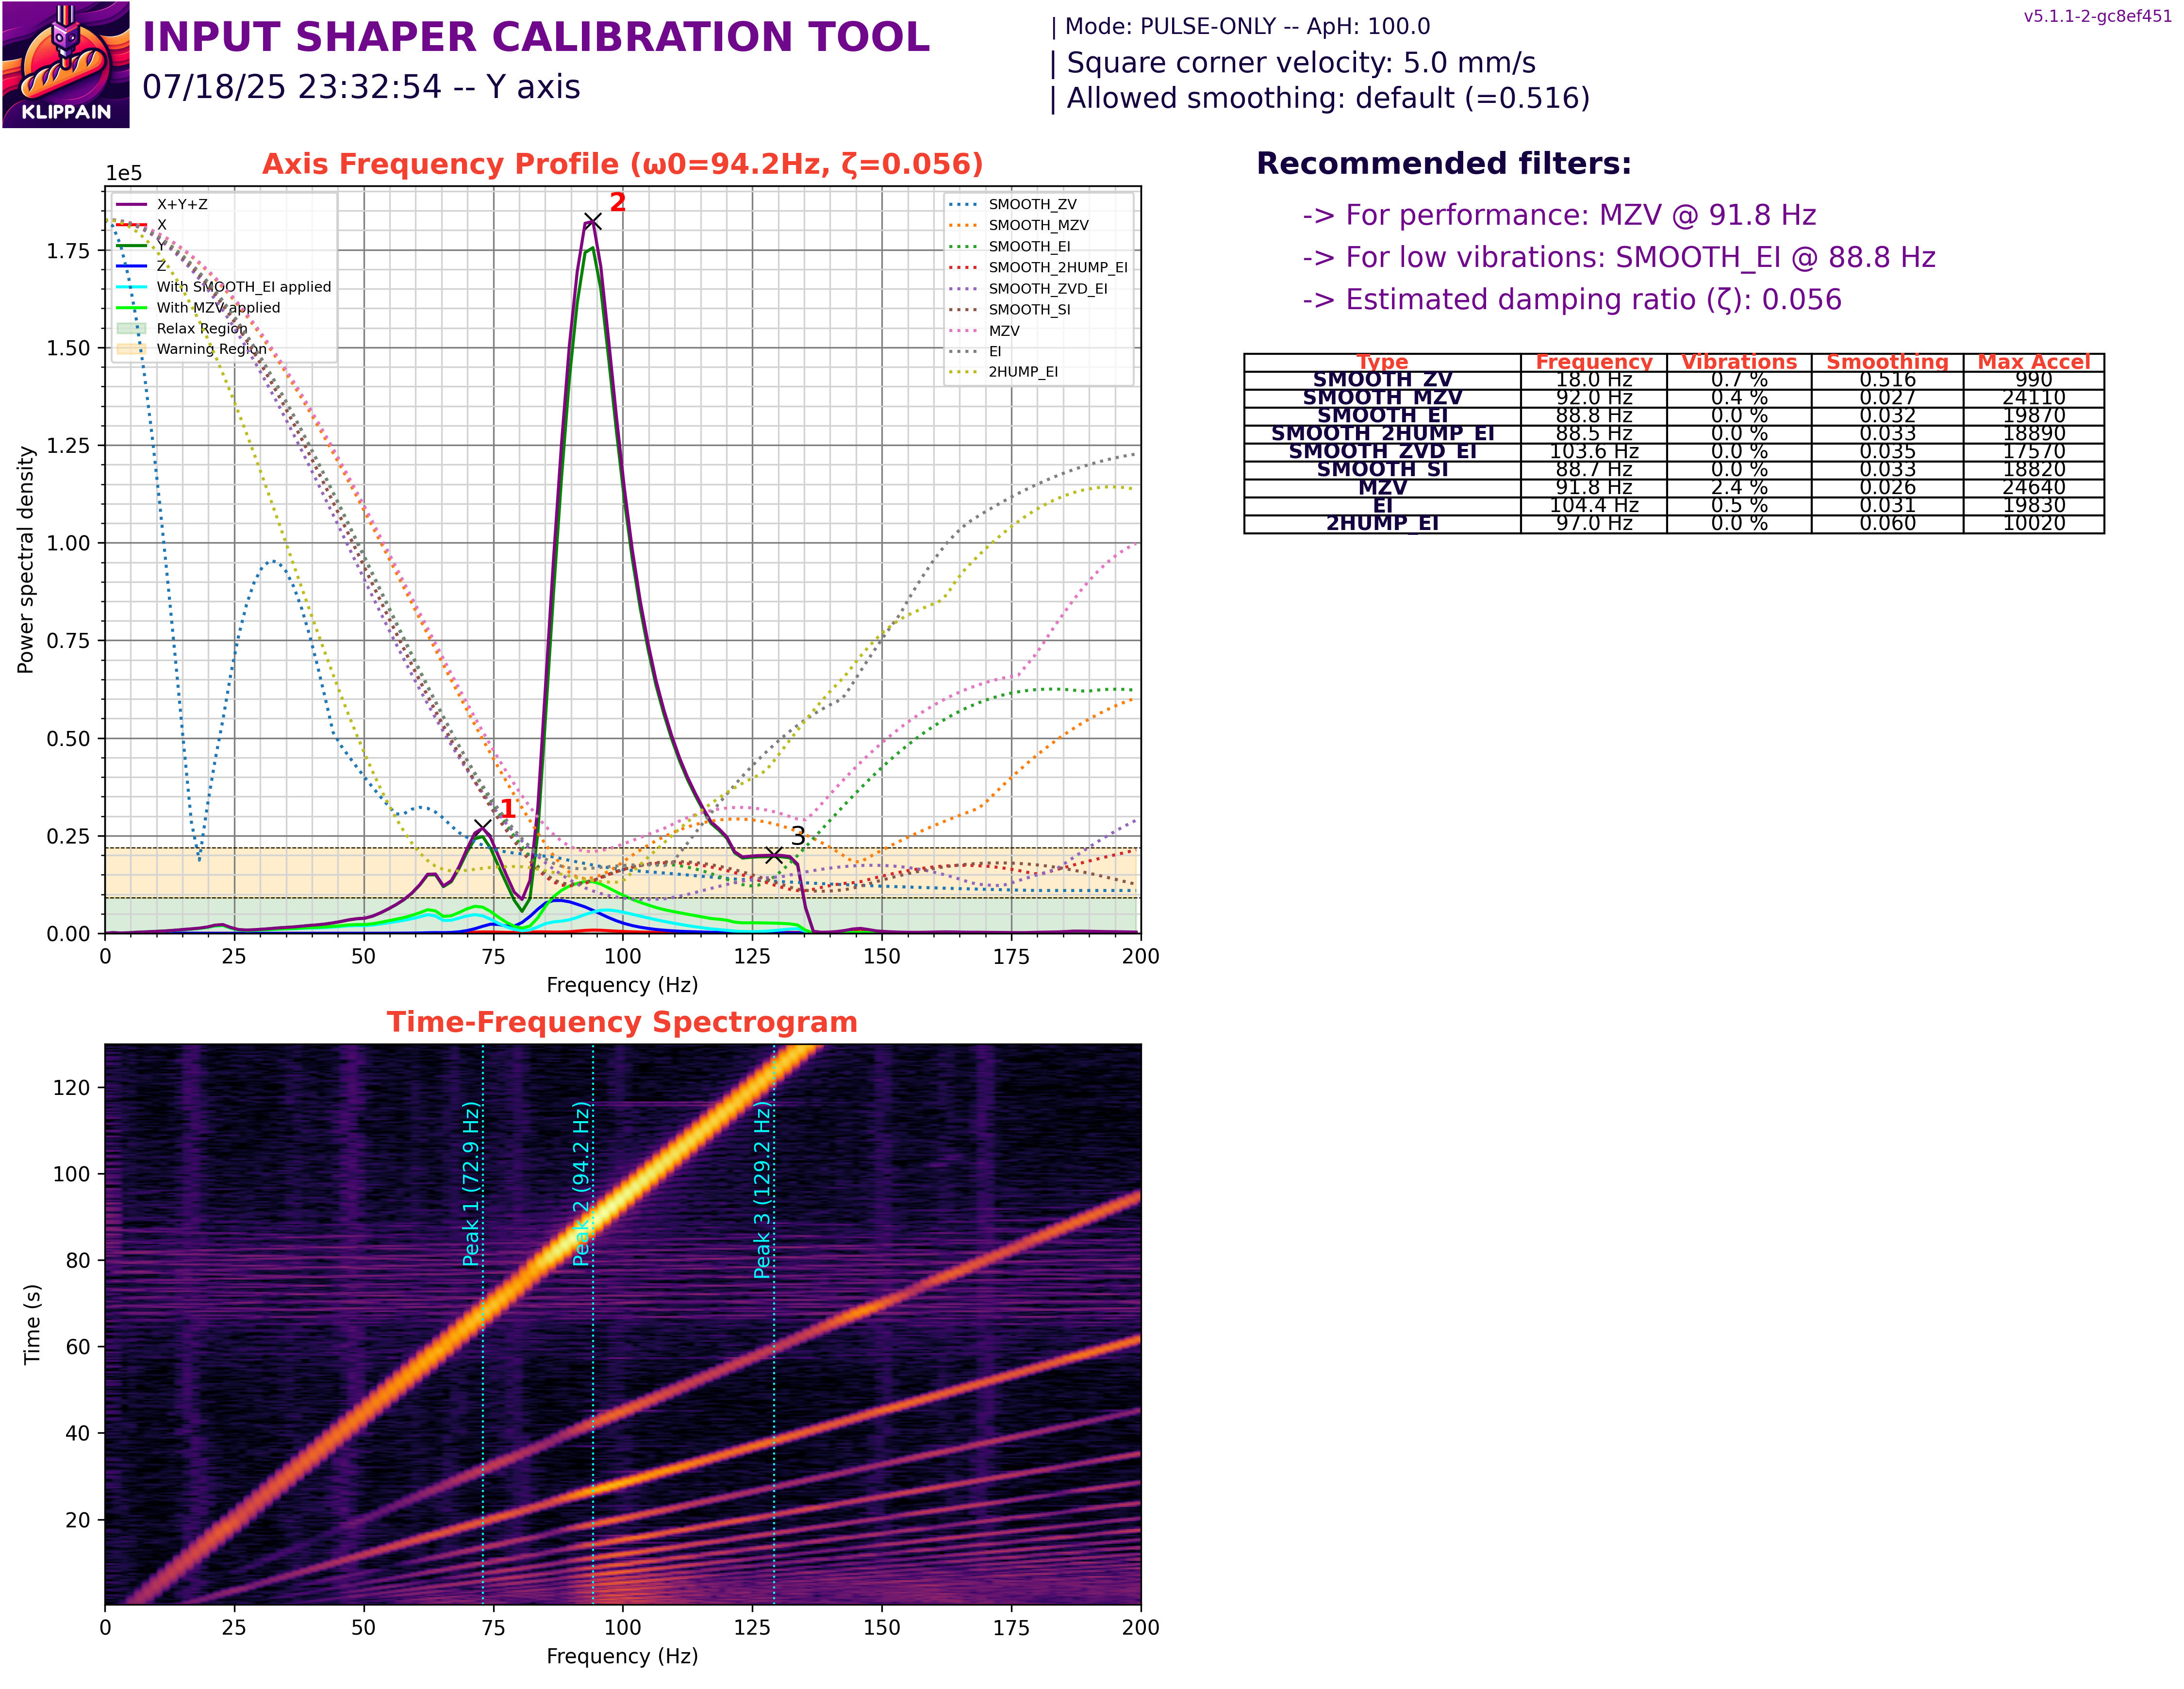 KLIPPAIN
INPUT SHAPER CALIBRATION TOOL
07/18/25 23:32:54 -- Y axis
| Mode: PULSE-ONLY -- ApH: 100.0
| Square corner velocity: 5.0 mm/s
| Allowed smoothing: default (=0.516)
v5.1.1-2-gc8ef451
Axis Frequency Profile (ω0=94.2Hz, ζ=0.056)
1e5
Power spectral density
1.75
1.50
1.25
1.00
0.75
0.50
0.25
0.00
X+Y+Z
X
Y
Z
With SMOOTH_EI applied
With MZV applied
Relax Region
Warning Region
SMOOTH_ZV
SMOOTH_MZV
SMOOTH_EI
SMOOTH_2HUMP_EI
SMOOTH_ZVD_EI
SMOOTH_SI
MZV
EI
2HUMP_EI
1
2
3
0 25 50 75 100 125 150 175 200
Frequency (Hz)
Recommended filters:
-> For performance: MZV @ 91.8 Hz
-> For low vibrations: SMOOTH_EI @ 88.8 Hz
-> Estimated damping ratio (ζ): 0.056
Type Frequency Vibrations Smoothing Max Accel
SMOOTH_ZV 18.0 Hz 0.7 % 0.516 990
SMOOTH_MZV 92.0 Hz 0.4 % 0.027 24110
SMOOTH_EI 88.8 Hz 0.0 % 0.032 19870
SMOOTH_2HUMP_EI 88.5 Hz 0.0 % 0.033 18890
SMOOTH_ZVD_EI 103.6 Hz 0.0 % 0.035 17570
SMOOTH_SI 88.7 Hz 0.0 % 0.033 18820
MZV 91.8 Hz 2.4 % 0.026 24640
EI 104.4 Hz 0.5 % 0.031 19830
2HUMP_EI 97.0 Hz 0.0 % 0.060 10020
Time-Frequency Spectrogram
Time (s)
120
100
80
60
40
20
Peak 1 (72.9 Hz)
Peak 2 (94.2 Hz)
Peak 3 (129.2 Hz)
0 25 50 75 100 125 150 175 200
Frequency (Hz)